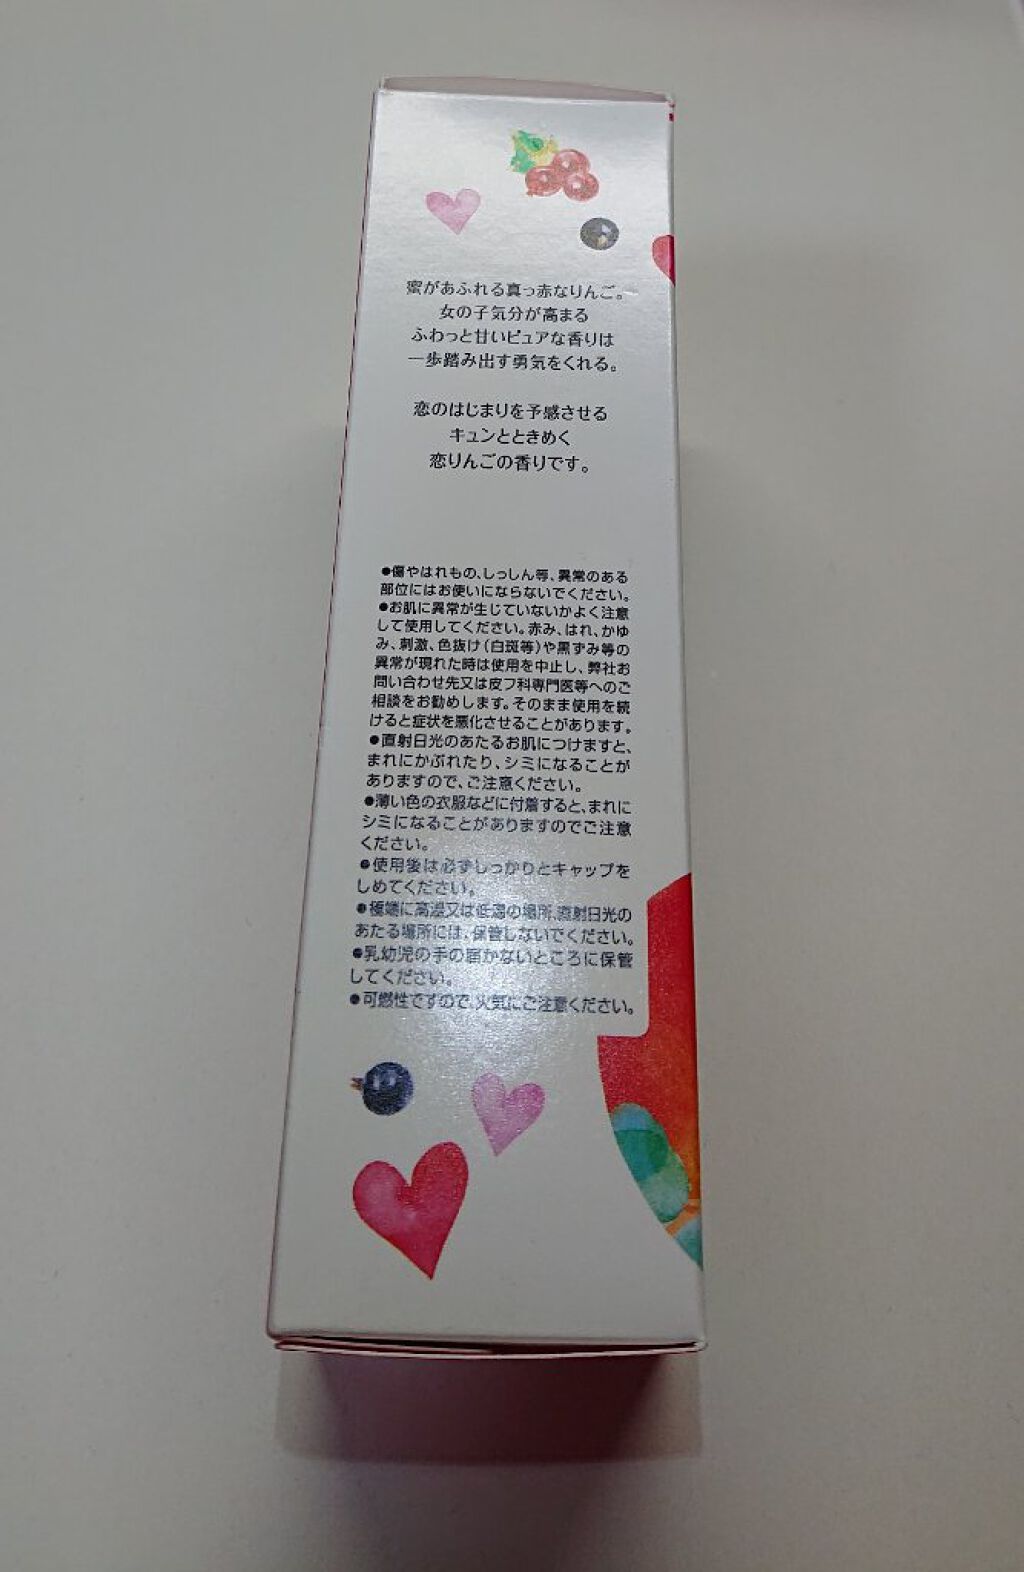 蜜があふれる真っ赤なりんご。
女の子気分が高まる
ふわっと甘いピュアな香りは
一歩踏み出す勇気をくれる。
恋のはじまりを予感させる
キュンとときめく
恋りんごの香りです。
●傷やはれもの、しっしん等、異常のある
部位にはお使いにならないでください。
●お肌に異常が生じていないかよく注意
して使用してください。赤み、はれ、かゆ
み、刺激、色抜け(白斑等)や黒ずみ等の
異常が現れた時は使用を中止し、弊社お
問い合わせ先又は皮フ科専門医等へのご
相談をお勧めします。そのまま使用を続
けると症状を悪化させることがあります。
●直射日光のあたるお肌につけますと、
まれにかぶれたり、シミになることが
ありますので、ご注意ください。
●薄い色の衣服などに付着すると、まれに
シミになることがありますのでご注意
ください。
●使用後は必ずしっかりとキャップを
しめてください。
●極端に高温又は低温の場所、直射日光の
あたる場所には、保管しないでください。
●乳幼児の手の届かないところに保管
してください。
●可燃性ですので、火気にご注意ください。